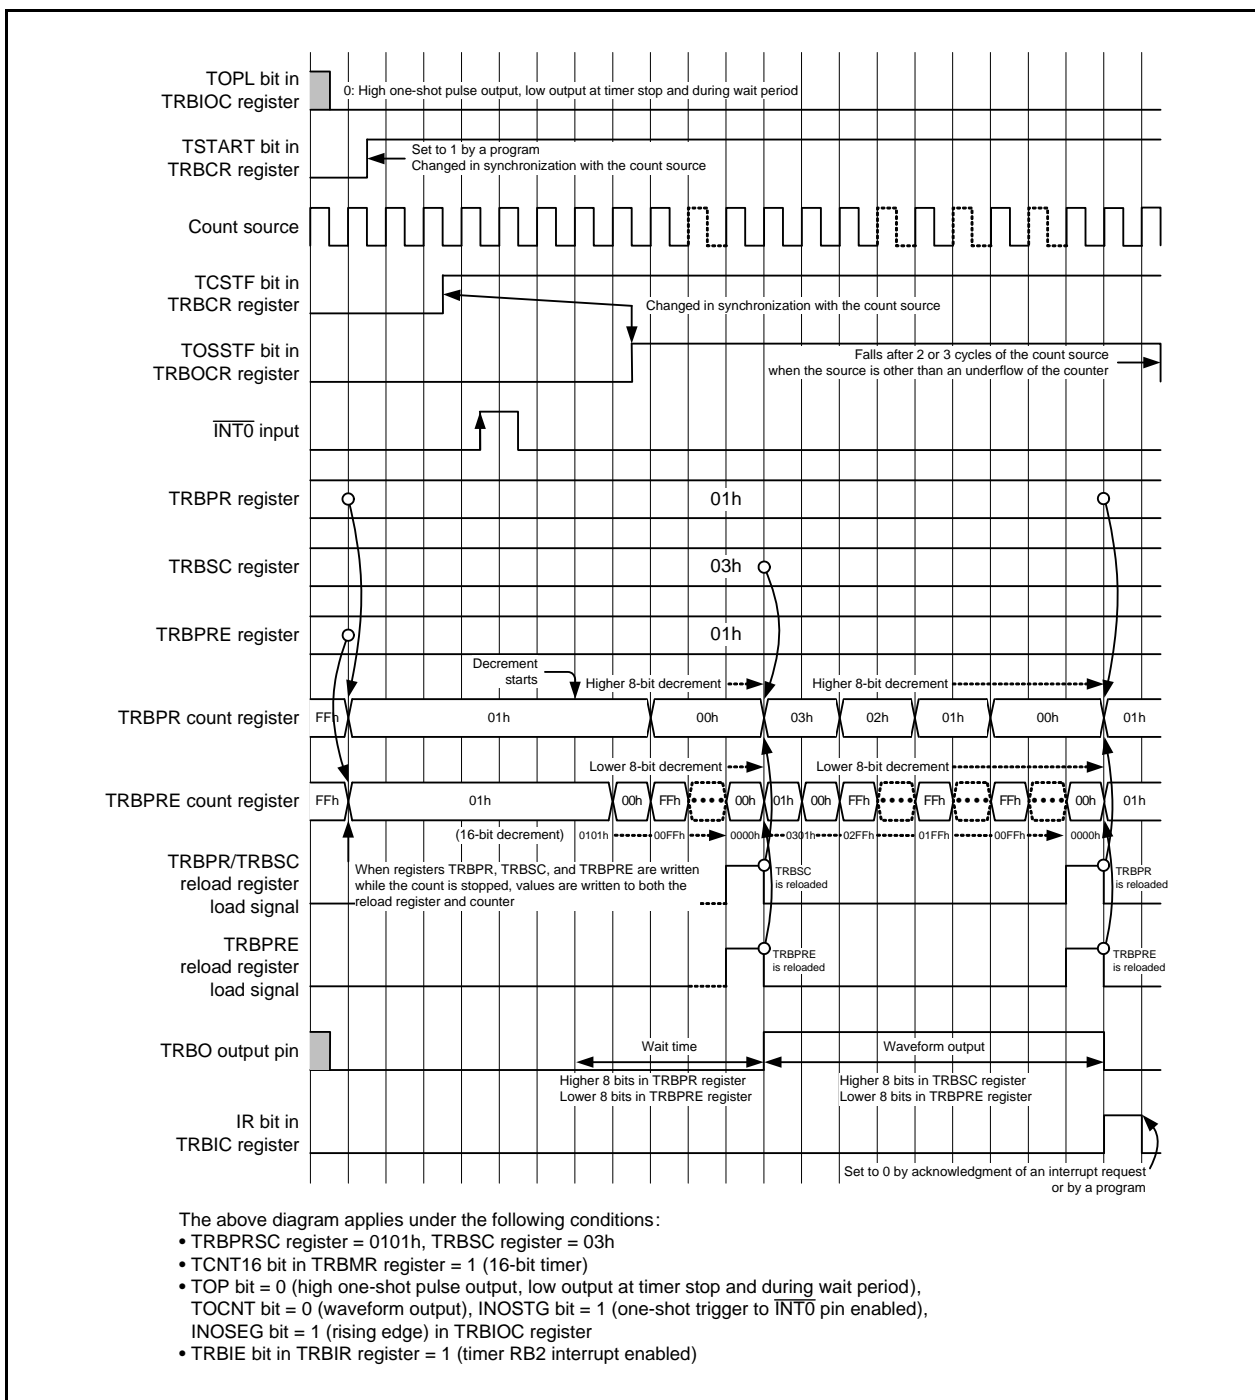 TOPL bit in
TRBIOC register
0: High one-shot pulse output, low output at timer stop and during wait period
TSTART bit in
TRBCR register
Set to 1 by a program
Changed in synchronization with the count source
Count source
TCSTF bit in
TRBCR register
Changed in synchronization with the count source
TOSSTF bit in
TRBOCR register
Falls after 2 or 3 cycles of the count source
when the source is other than an underflow of the counter
INT0 input
TRBPR register
01h
TRBSC register
03h
TRBPRE register
01h
Decrement
starts
Higher 8-bit decrement
Higher 8-bit decrement
TRBPR count register
FFh 01h 00h 03h 02h 01h 00h 01h
Lower 8-bit decrement
Lower 8-bit decrement
TRBPRE count register
FFh 01h 00h FFh 00h 01h 00h FFh FFh FFh 00h 01h
(16-bit decrement) 0101h 00FFh 0000h 0301h 02FFh 01FFh 00FFh 0000h
TRBPR/TRBSC
reload register
load signal
When registers TRBPR, TRBSC, and TRBPRE are written
while the count is stopped, values are written to both the
reload register and counter
TRBSC
is reloaded
TRBPR
is reloaded
TRBPRE
reload register
load signal
TRBPRE
is reloaded
TRBPRE
is reloaded
TRBO output pin
Wait time
Waveform output
Higher 8 bits in TRBPR register
Lower 8 bits in TRBPRE register
Higher 8 bits in TRBSC register
Lower 8 bits in TRBPRE register
IR bit in
TRBIC register
Set to 0 by acknowledgment of an interrupt request
or by a program
The above diagram applies under the following conditions:
• TRBPRSC register = 0101h, TRBSC register = 03h
• TCNT16 bit in TRBMR register = 1 (16-bit timer)
• TOP bit = 0 (high one-shot pulse output, low output at timer stop and during wait period),
TOCNT bit = 0 (waveform output), INOSTG bit = 1 (one-shot trigger to INT0 pin enabled),
INOSEG bit = 1 (rising edge) in TRBIOC register
• TRBIE bit in TRBIR register = 1 (timer RB2 interrupt enabled)